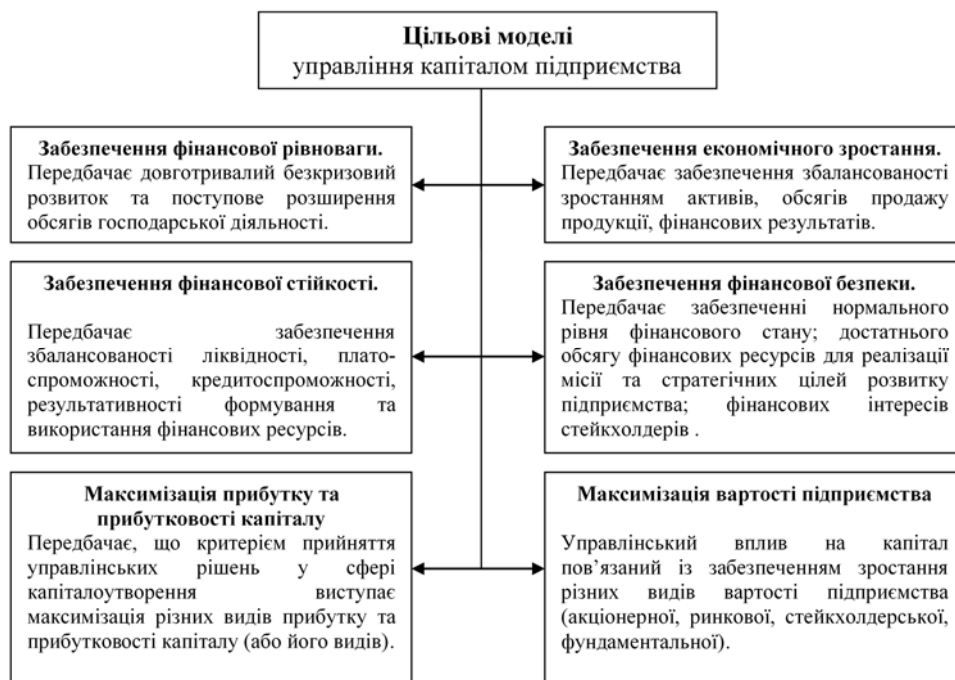 Цільові моделі
управління капіталом підприємства
Забезпечення фінансової рівноваги.
Передбачає довготривалий безкризовий
розвиток та поступове розширення
обсягів господарської діяльності.
Забезпечення економічного зростання.
Передбачає забезпечення збалансованості
зростанням активів, обсягів продажу
продукції, фінансових результатів.
Забезпечення фінансової стійкості.
Передбачає забезпечення
збалансованості ліквідності, плато-
спроможності, кредитоспроможності,
результативності формування та
використання фінансових ресурсів.
Забезпечення фінансової безпеки.
Передбачає забезпеченні нормального
рівня фінансового стану; достатнього
обсягу фінансових ресурсів для реалізації
місії та стратегічних цілей розвитку
підприємства; фінансових інтересів
стейкхолдерів .
Максимізація прибутку та
прибутковості капіталу
Передбачає, що критерієм прийняття
управлінських рішень у сфері
капіталоутворення виступає
максимізація різних видів прибутку та
прибутковості капіталу (або його видів).
Максимізація вартості підприємства
Управлінський вплив на капітал
пов’язаний із забезпеченням зростання
різних видів вартості підприємства
(акціонерної, ринкової, стейкхолдерської,
фундаментальної).